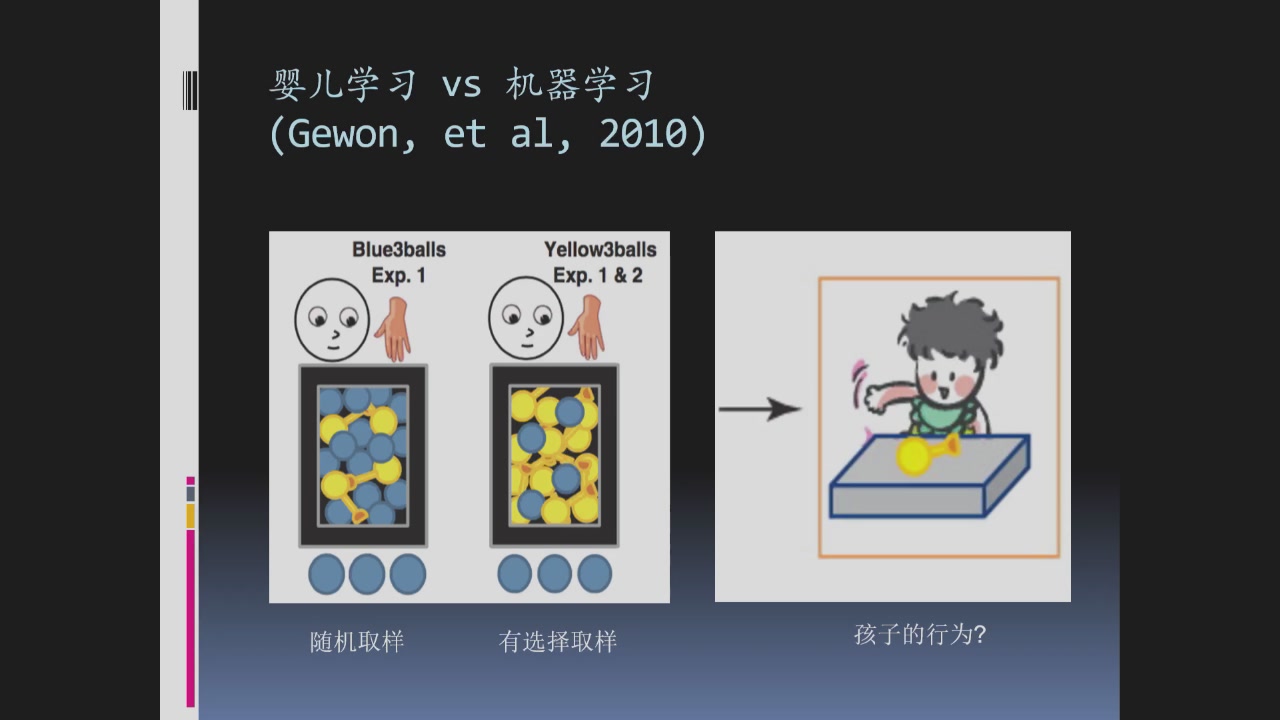 婴儿学习 vs 机器学习
(Gewon, et al, 2010)
Blue3balls
Exp. 1
Yellow3balls
Exp. 1 & 2
随机取样
有选择取样
孩子的行为?